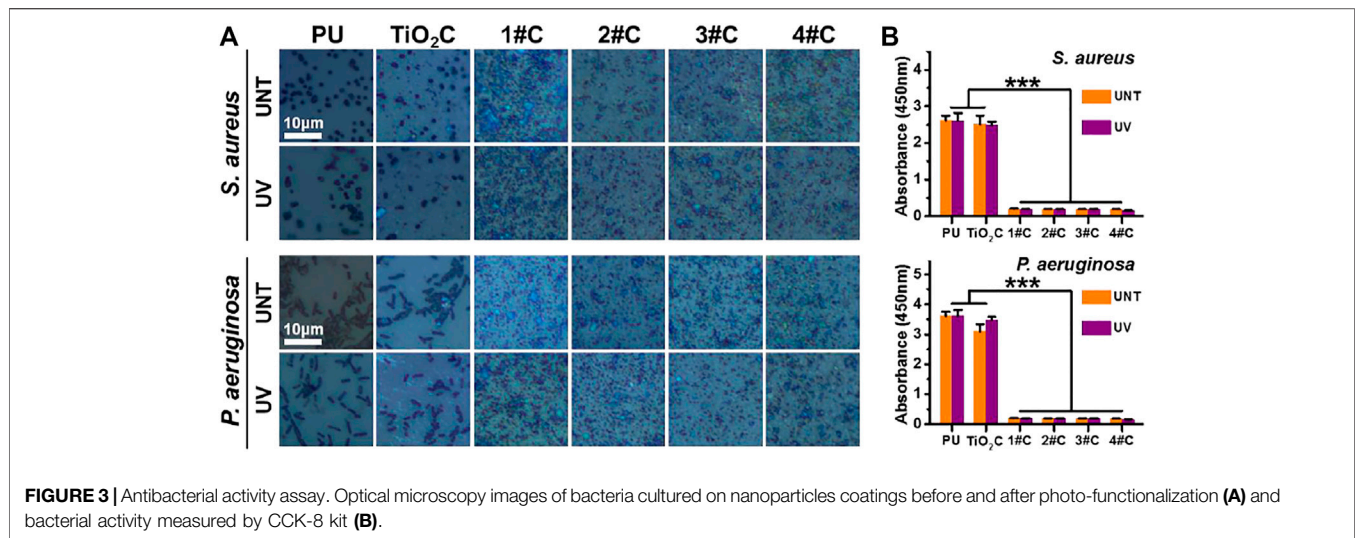 A
PU TiO₂C 1#C 2#C 3#C 4#C
S. aureus
UNT
10μm
UV
P. aeruginosa
UNT
10μm
UV
B
S. aureus
Absorbance (450nm)
4
3
2
1
0
***
UNT
UV
PU TiO₂C 1#C 2#C 3#C 4#C
P. aeruginosa
Absorbance (450nm)
5
4
3
2
1
0
***
UNT
UV
PU TiO₂C 1#C 2#C 3#C 4#C
FIGURE 3 | Antibacterial activity assay. Optical microscopy images of bacteria cultured on nanoparticles coatings before and after photo-functionalization (A) and
bacterial activity measured by CCK-8 kit (B).